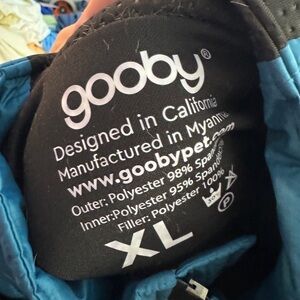 gooby®
Designed in California
Manufactured in Myanmar
www.goobypet.com
Outer: Polyester 98% Spandex
Inner: Polyester 95% Spandex
Filler: Polyester 100%
XL